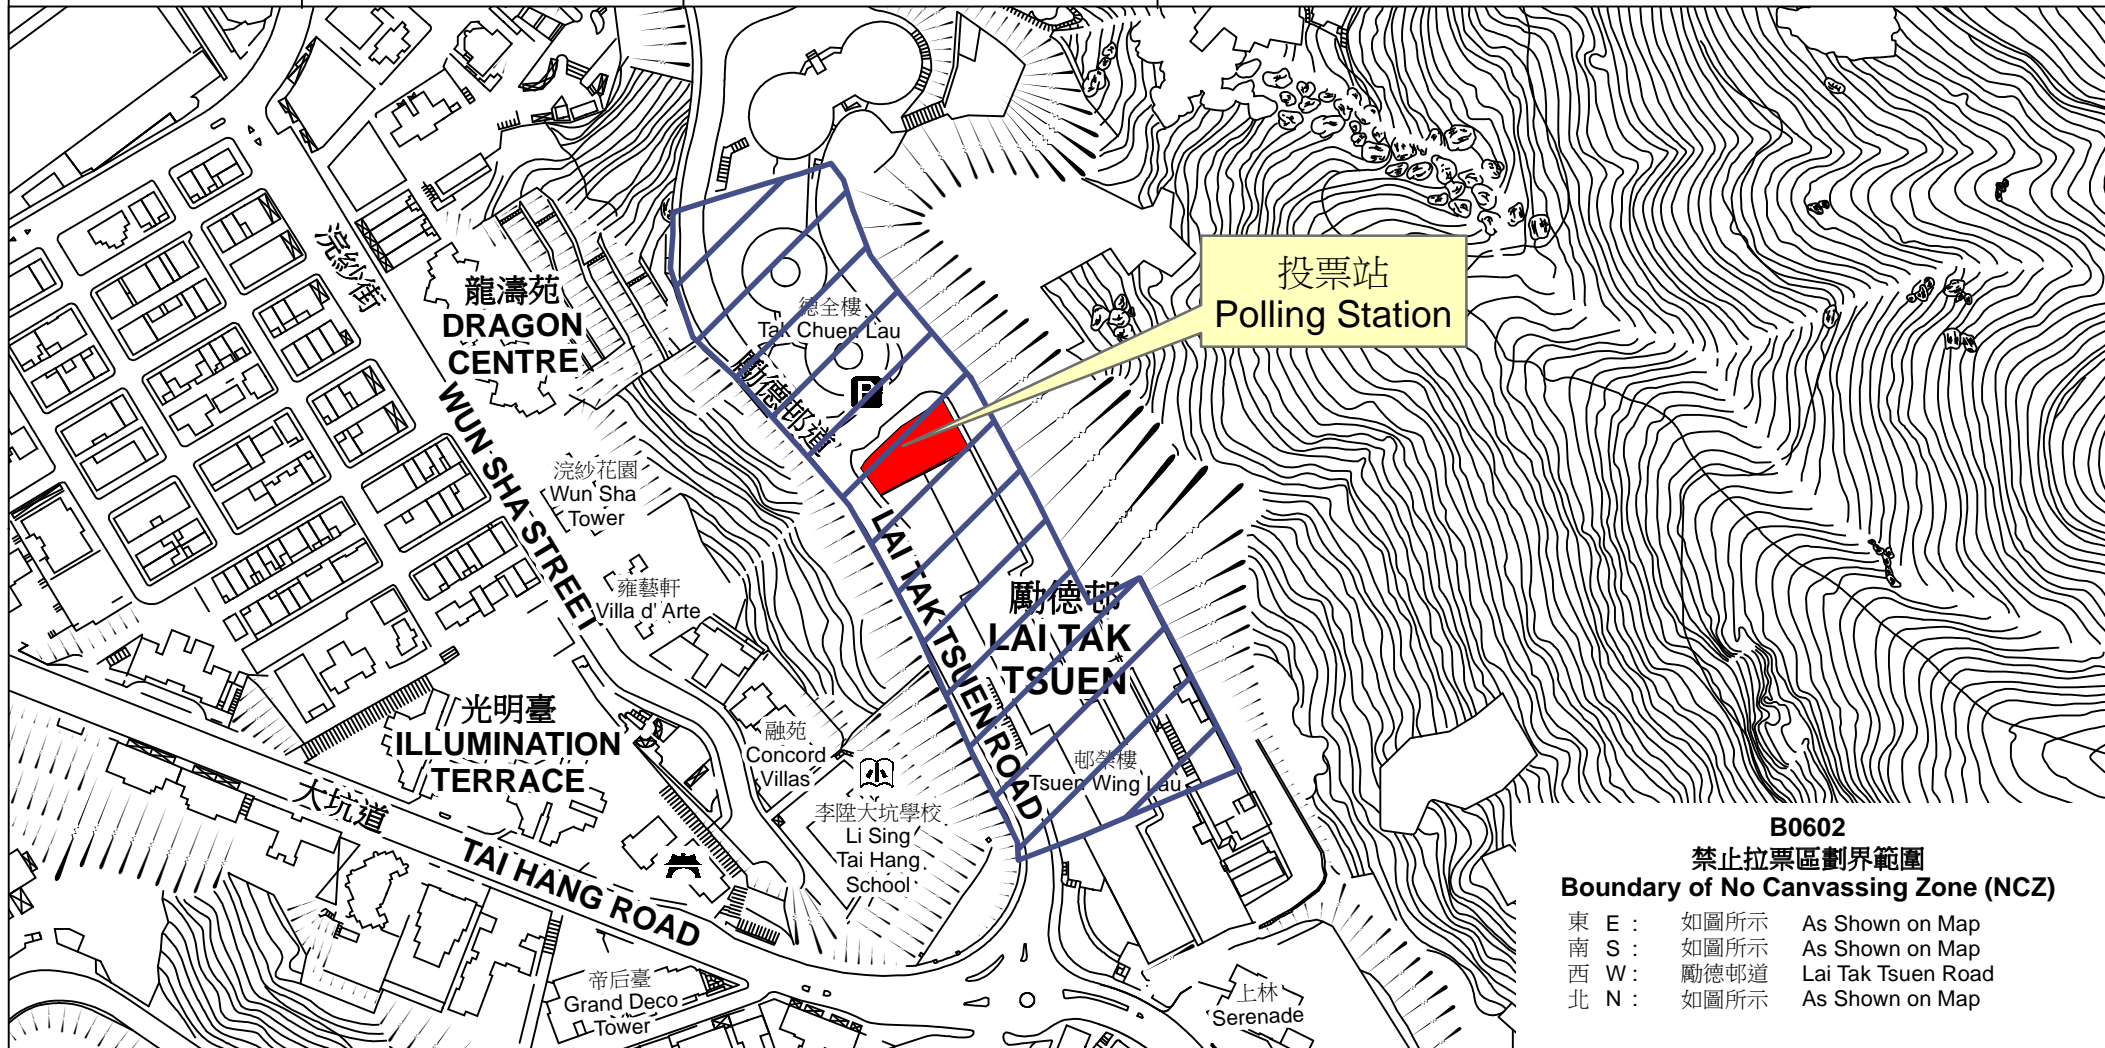 浣紗街
WUN SHA STREET
龍濤苑
DRAGON
CENTRE
德全樓
Tak Chuen Lau
投票站
Polling Station
P
勵德邨道
LAI TAK TSUEN ROAD
浣紗花園
Wun Sha
Tower
雍藝軒
Villa d' Arte
勵德邨
LAI TAK
TSUEN
光明臺
ILLUMINATION
TERRACE
融苑
Concord
Villas
小
邨榮樓
Tsuen Wing Lau
李陞大坑學校
Li Sing
Tai Hang
School
大坑道
TAI HANG ROAD
帝后臺
Grand Deco
Tower
上林
Serenade
B0602
禁止拉票區劃界範圍
Boundary of No Canvassing Zone (NCZ)
東 E : 如圖所示 As Shown on Map
南 S : 如圖所示 As Shown on Map
西 W : 勵德邨道 Lai Tak Tsuen Road
北 N : 如圖所示 As Shown on Map